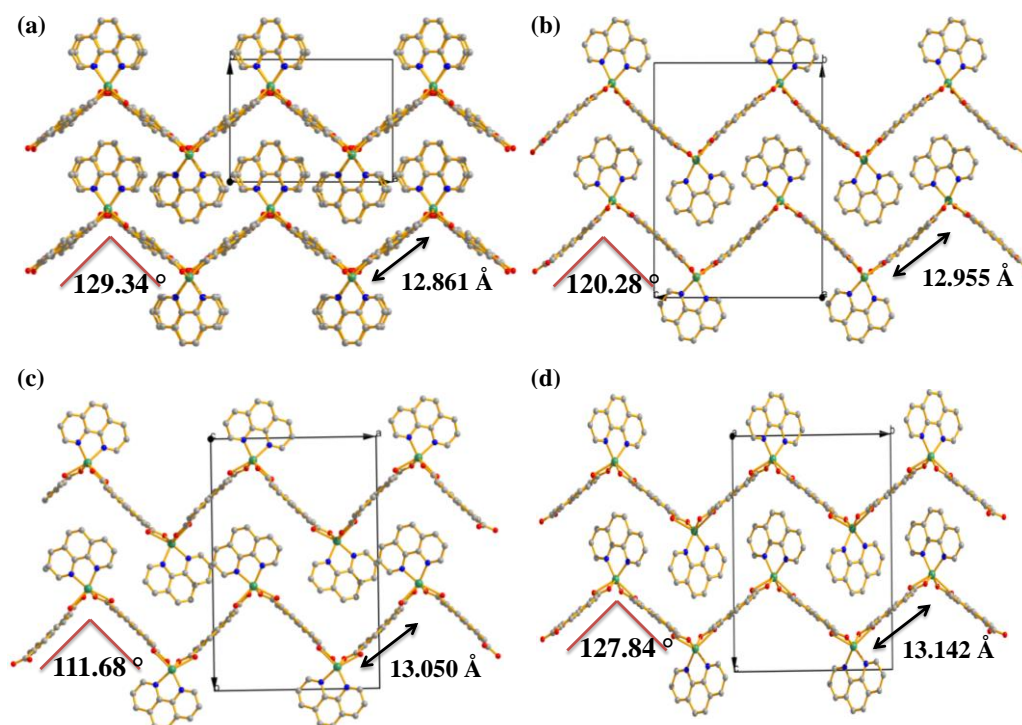 (a)
129.34 °
12.861 Å
(b)
120.28 °
12.955 Å
(c)
a
111.68 °
13.050 Å
(d)
b
127.84 °
13.142 Å